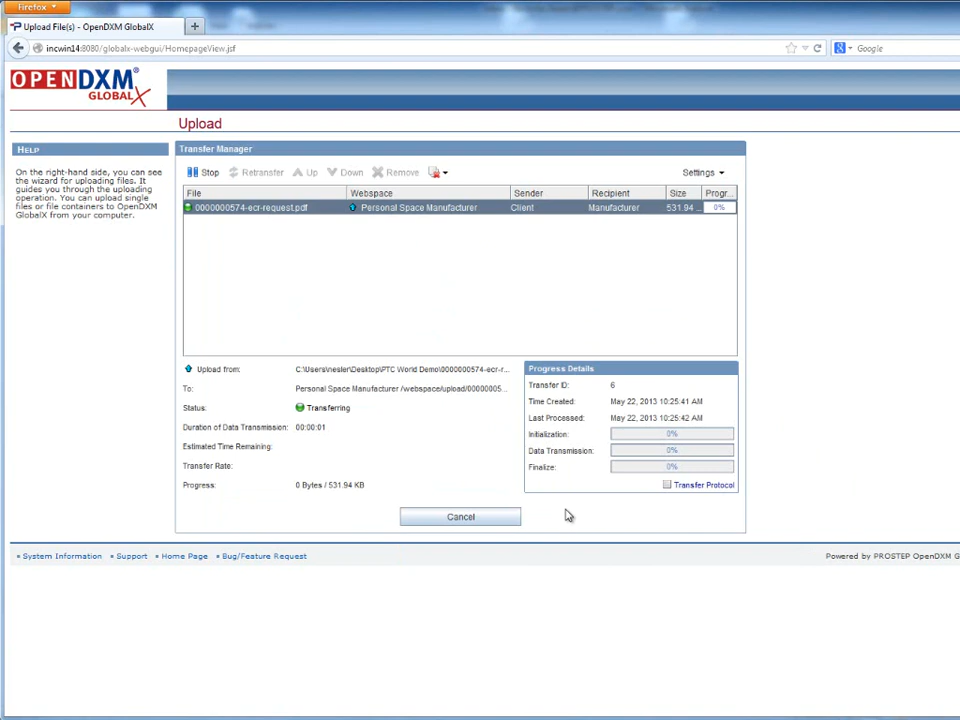 Firefox
Upload File(s) - OpenDXM GlobalX
incwin14:8080/globalx-webgui/HomepageView.jsf
Google
OPENDXM®
GLOBALX
Upload
HELP
On the right-hand side, you can see
the wizard for uploading files. It
guides you through the uploading
operation. You can upload single
files or file containers to OpenDXM
GlobalX from your computer.
Transfer Manager
Stop Retransfer Up Down Remove Settings
File Webspace Sender Recipient Size Progr...
0000000574-ecr-request.pdf Personal Space Manufacturer Client Manufacturer 531.94 ... 0%
Upload from: C:\Users\nesler\Desktop\PTC World Demo\0000000574-ecr-r...
To: Personal Space Manufacturer /webspace/upload/00000005...
Status: Transferring
Duration of Data Transmission: 00:00:01
Estimated Time Remaining:
Transfer Rate:
Progress: 0 Bytes / 531.94 KB
Progress Details
Transfer ID: 6
Time Created: May 22, 2013 10:25:41 AM
Last Processed: May 22, 2013 10:25:42 AM
Initialization: 0%
Data Transmission: 0%
Finalize: 0%
Transfer Protocol
Cancel
System Information Support Home Page Bug/Feature Request
Powered by PROSTEP OpenDXM G